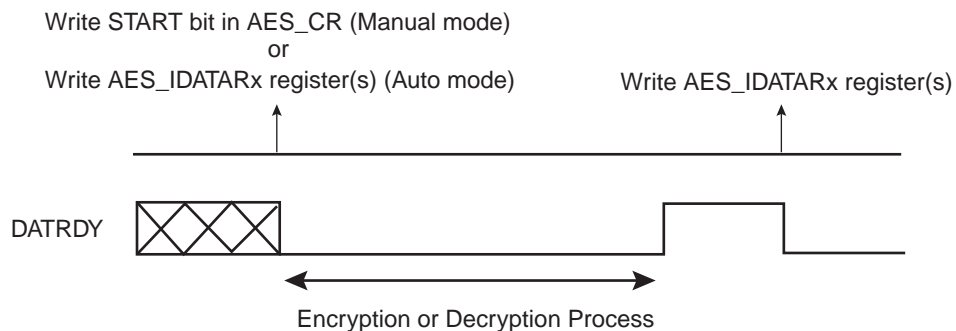 Write START bit in AES_CR (Manual mode)
or
Write AES_IDATARx register(s) (Auto mode)
Write AES_IDATARx register(s)
DATRDY
Encryption or Decryption Process